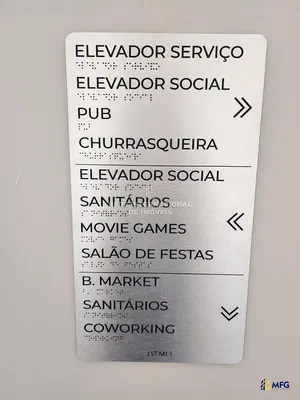 ELEVADOR SERVIÇO
ELEVADOR SOCIAL
PUB
CHURRASQUEIRA
ELEVADOR SOCIAL
SANITÁRIOS
MOVIE GAMES
SALÃO DE FESTAS
B. MARKET
SANITÁRIOS
COWORKING
MFG